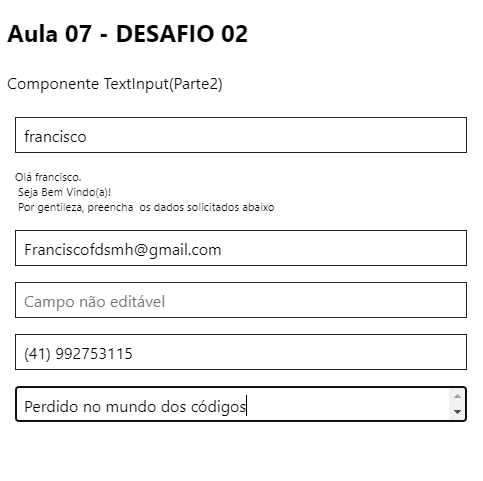 Aula 07 - DESAFIO 02
Componente TextInput(Parte2)
francisco
Olá francisco.
Seja Bem Vindo(a)!
Por gentileza, preencha  os dados solicitados abaixo
Franciscofdsmh@gmail.com
Campo não editável
(41) 992753115
Perdido no mundo dos códigos